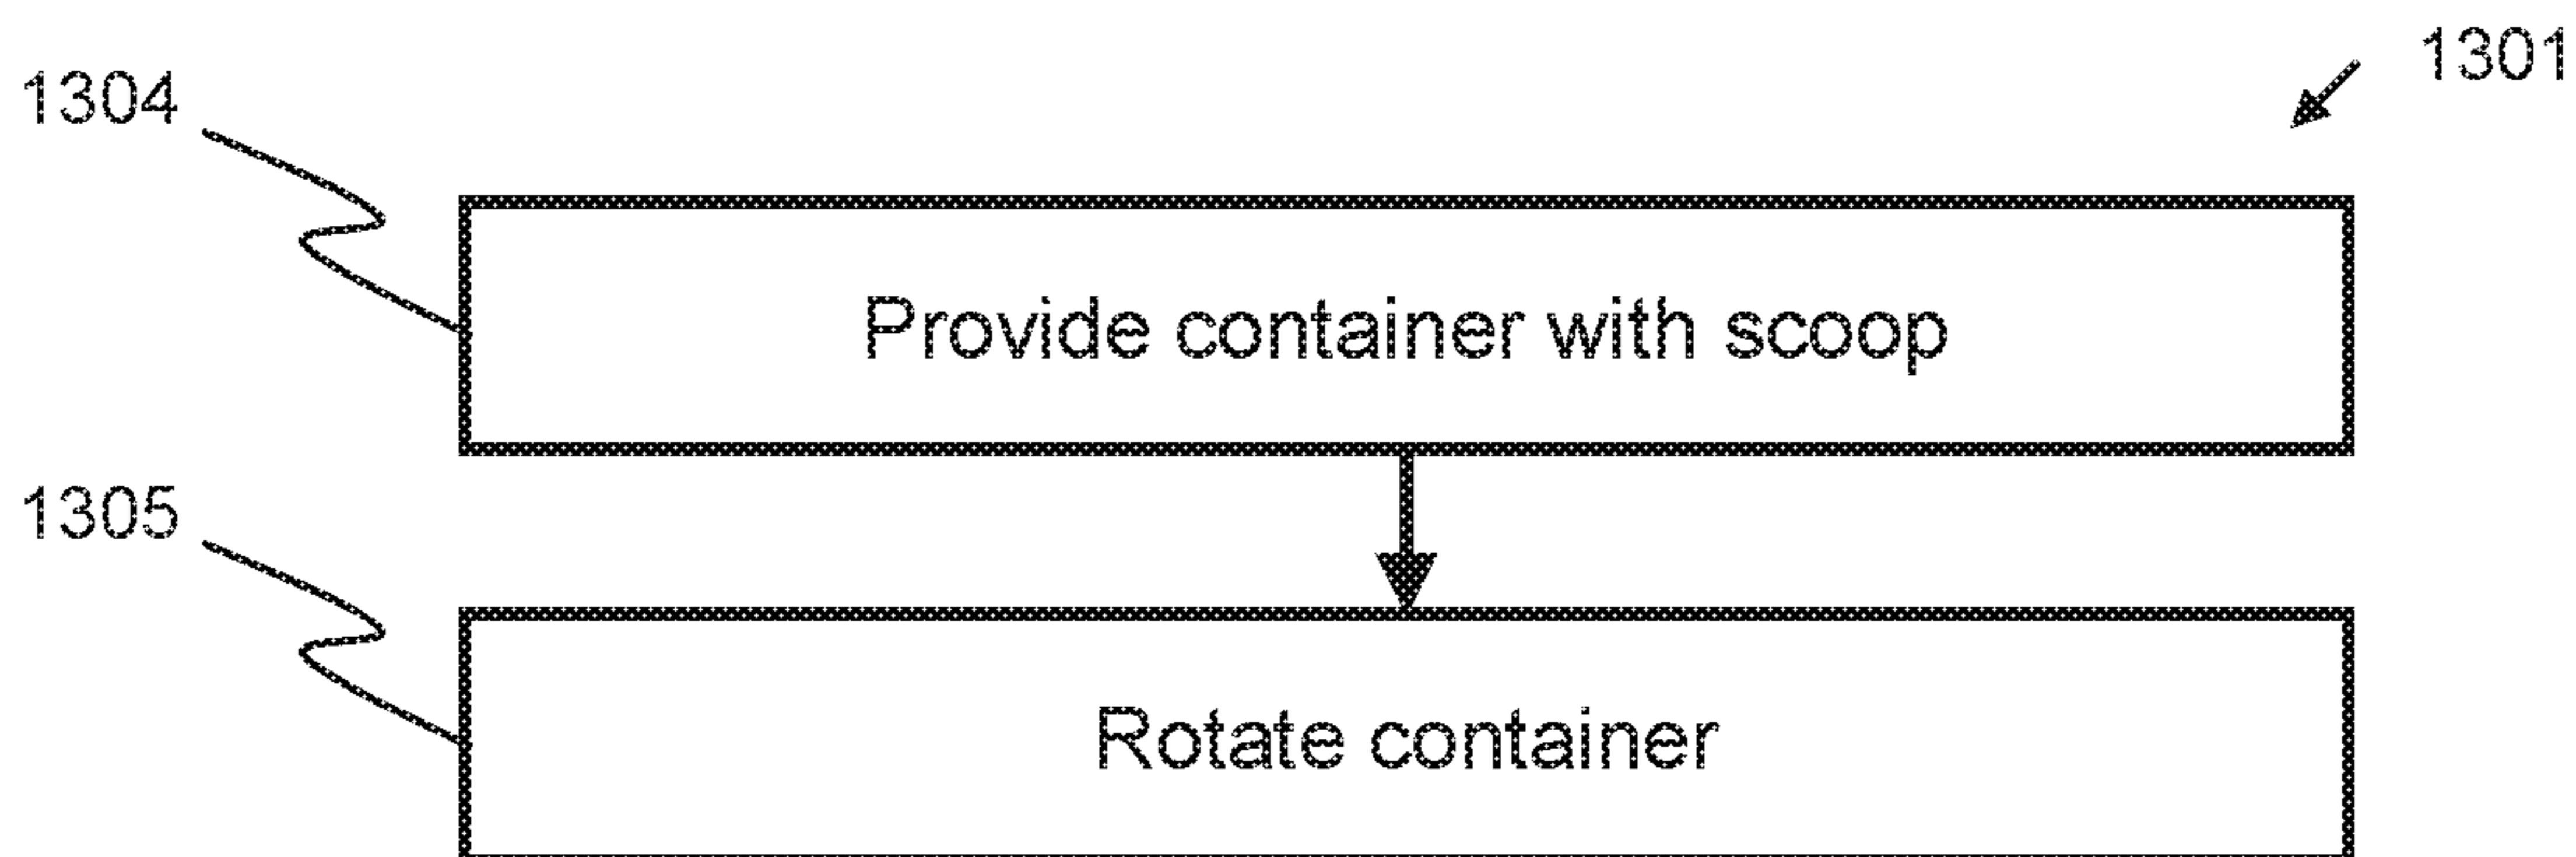 1301
1304
Provide container with scoop
1305
Rotate container